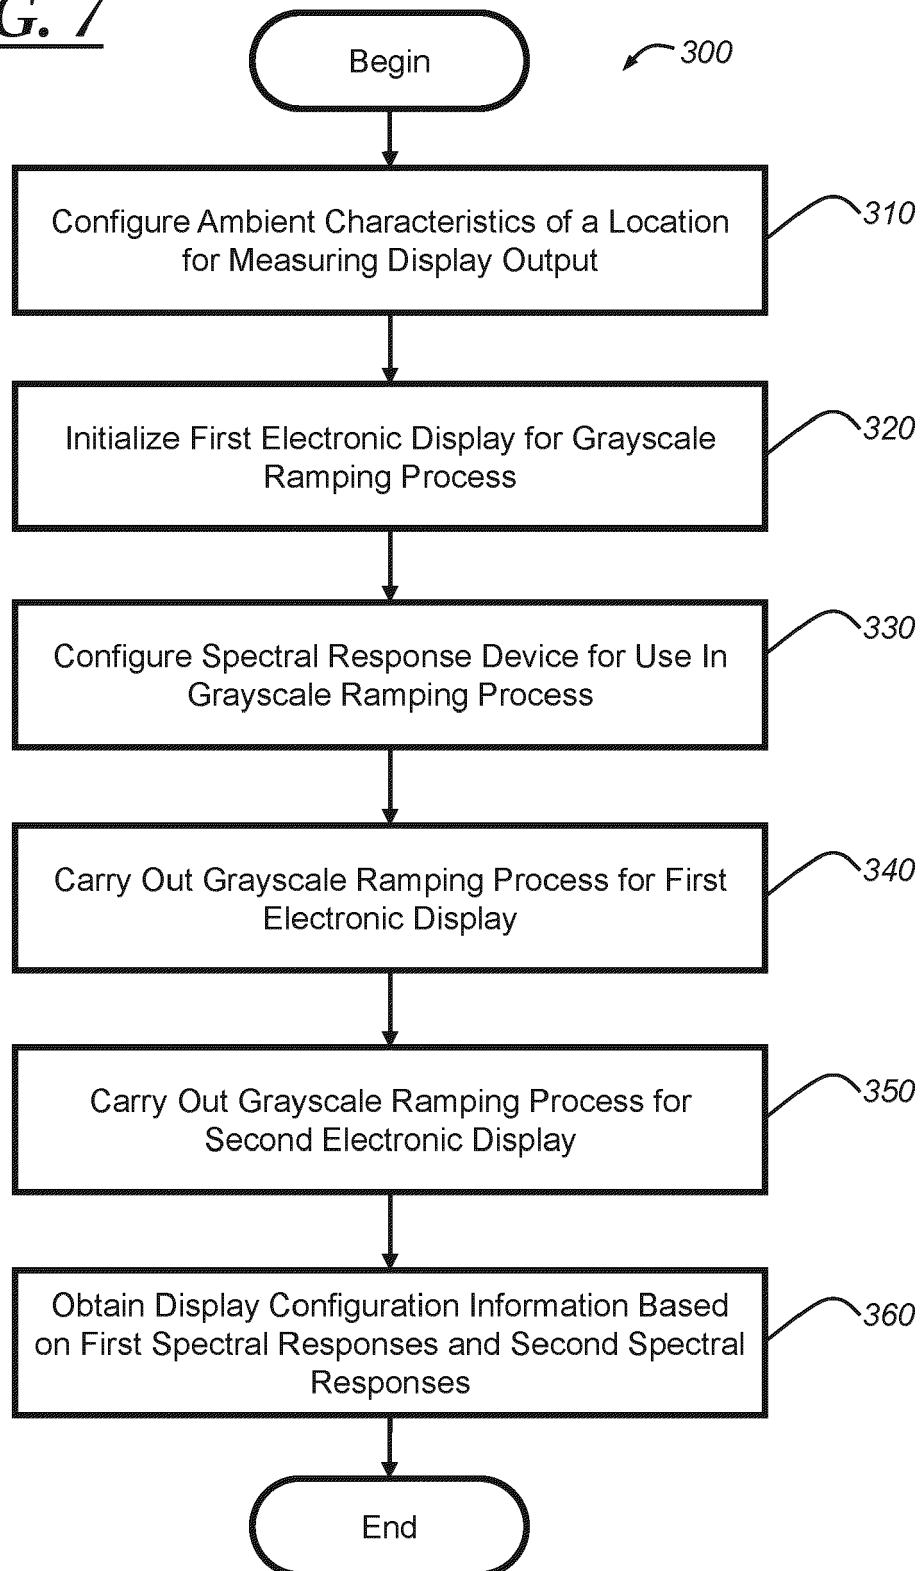 G. 7
Begin
300
Configure Ambient Characteristics of a Location
for Measuring Display Output
310
Initialize First Electronic Display for Grayscale
Ramping Process
320
Configure Spectral Response Device for Use In
Grayscale Ramping Process
330
Carry Out Grayscale Ramping Process for First
Electronic Display
340
Carry Out Grayscale Ramping Process for
Second Electronic Display
350
Obtain Display Configuration Information Based
on First Spectral Responses and Second Spectral
Responses
360
End